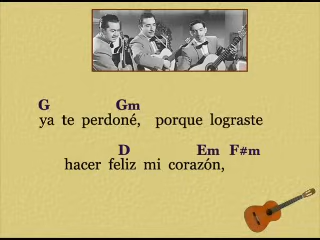 G Gm
ya te perdoné, porque lograste
D Em F#m
hacer feliz mi corazón,